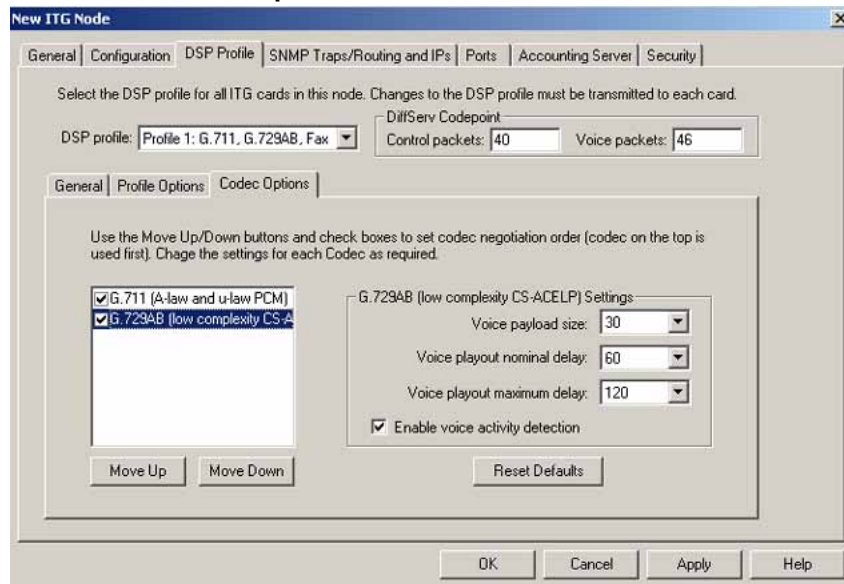 New ITG Node
General Configuration DSP Profile SNMP Traps/Routing and IPs Ports Accounting Server Security
Select the DSP profile for all ITG cards in this node. Changes to the DSP profile must be transmitted to each card.
DiffServ Codepoint
DSP profile: Profile 1: G.711, G.729AB, Fax Control packets: 40 Voice packets: 46
General Profile Options Codec Options
Use the Move Up/Down buttons and check boxes to set codec negotiation order (codec on the top is
used first). Chage the settings for each Codec as required.
G.711 (A-law and u-law PCM)
G.729AB (low complexity CS-A
G.729AB (low complexity CS-ACELP) Settings
Voice payload size: 30
Voice playout nominal delay: 60
Voice playout maximum delay: 120
Enable voice activity detection
Move Up Move Down Reset Defaults
OK Cancel Apply Help